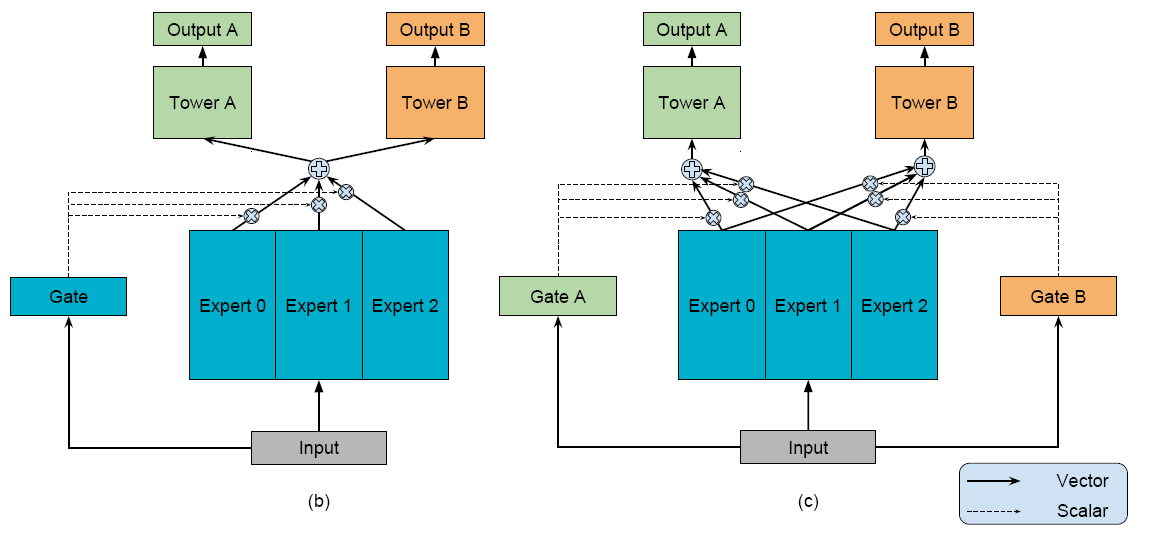 Output A
Output B
Output A
Output B
Tower A
Tower B
Tower A
Tower B
Gate
Expert 0
Expert 1
Expert 2
Gate A
Expert 0
Expert 1
Expert 2
Gate B
Input
Input
(b)
(c)
Vector
Scalar